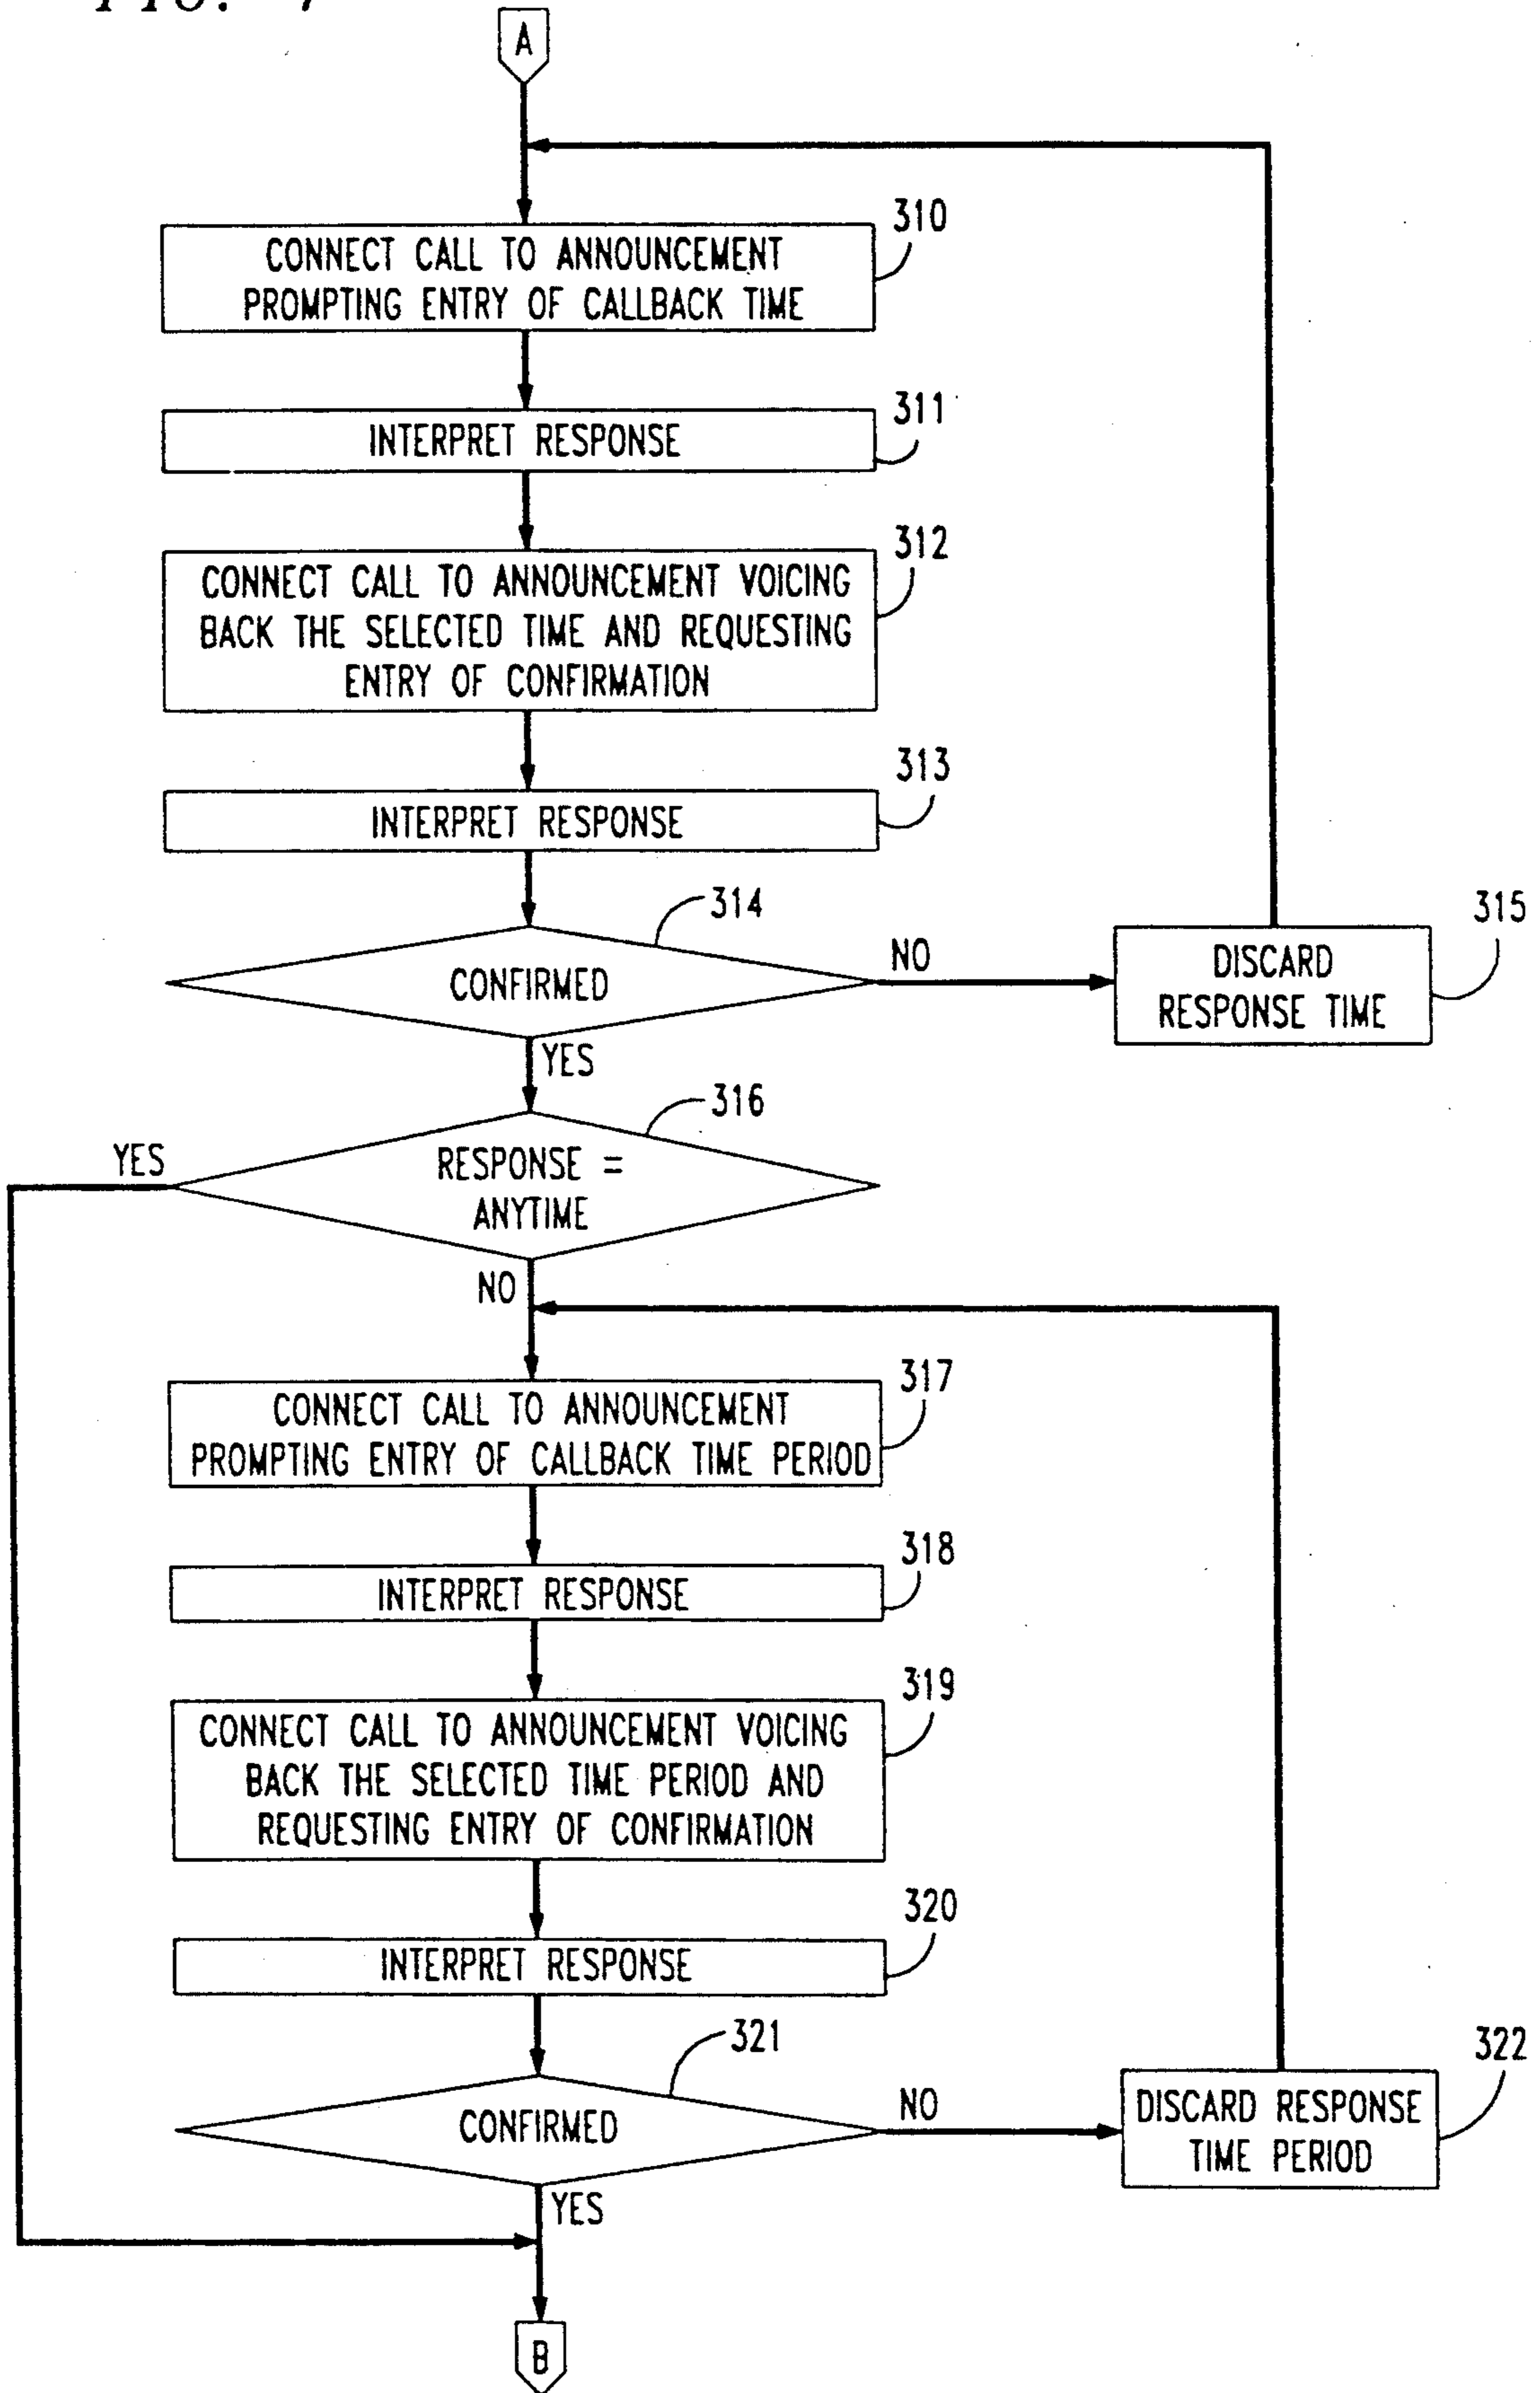 A
310
CONNECT CALL TO ANNOUNCEMENT
PROMPTING ENTRY OF CALLBACK TIME
311
INTERPRET RESPONSE
312
CONNECT CALL TO ANNOUNCEMENT VOICING
BACK THE SELECTED TIME AND REQUESTING
ENTRY OF CONFIRMATION
313
INTERPRET RESPONSE
314
CONFIRMED
NO
315
DISCARD
RESPONSE TIME
YES
316
YES
RESPONSE =
ANYTIME
NO
317
CONNECT CALL TO ANNOUNCEMENT
PROMPTING ENTRY OF CALLBACK TIME PERIOD
318
INTERPRET RESPONSE
319
CONNECT CALL TO ANNOUNCEMENT VOICING
BACK THE SELECTED TIME PERIOD AND
REQUESTING ENTRY OF CONFIRMATION
320
INTERPRET RESPONSE
321
CONFIRMED
NO
322
DISCARD RESPONSE
TIME PERIOD
YES
B